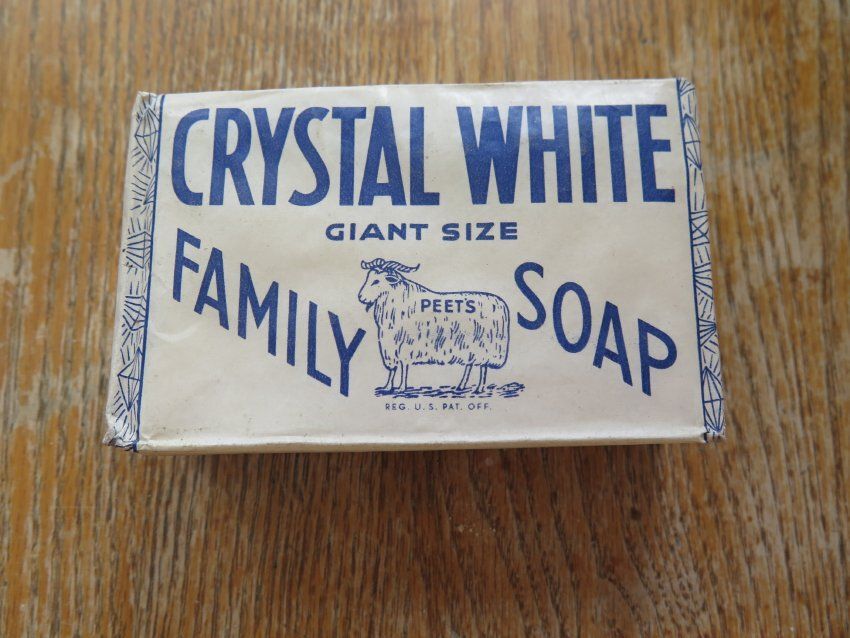 CRYSTAL WHITE
GIANT SIZE
FAMILY SOAP
PEET'S
REG. U.S. PAT. OFF.